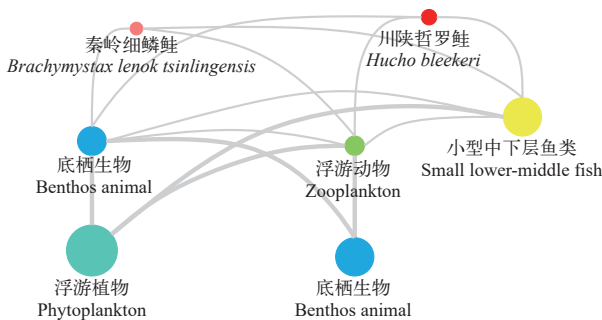 秦岭细鳞鲑
Brachymystax lenok tsinlingensis
川陕哲罗鲑
Hucho bleekeri
底栖生物
Benthos animal
浮游动物
Zooplankton
小型中下层鱼类
Small lower-middle fish
浮游植物
Phytoplankton
底栖生物
Benthos animal